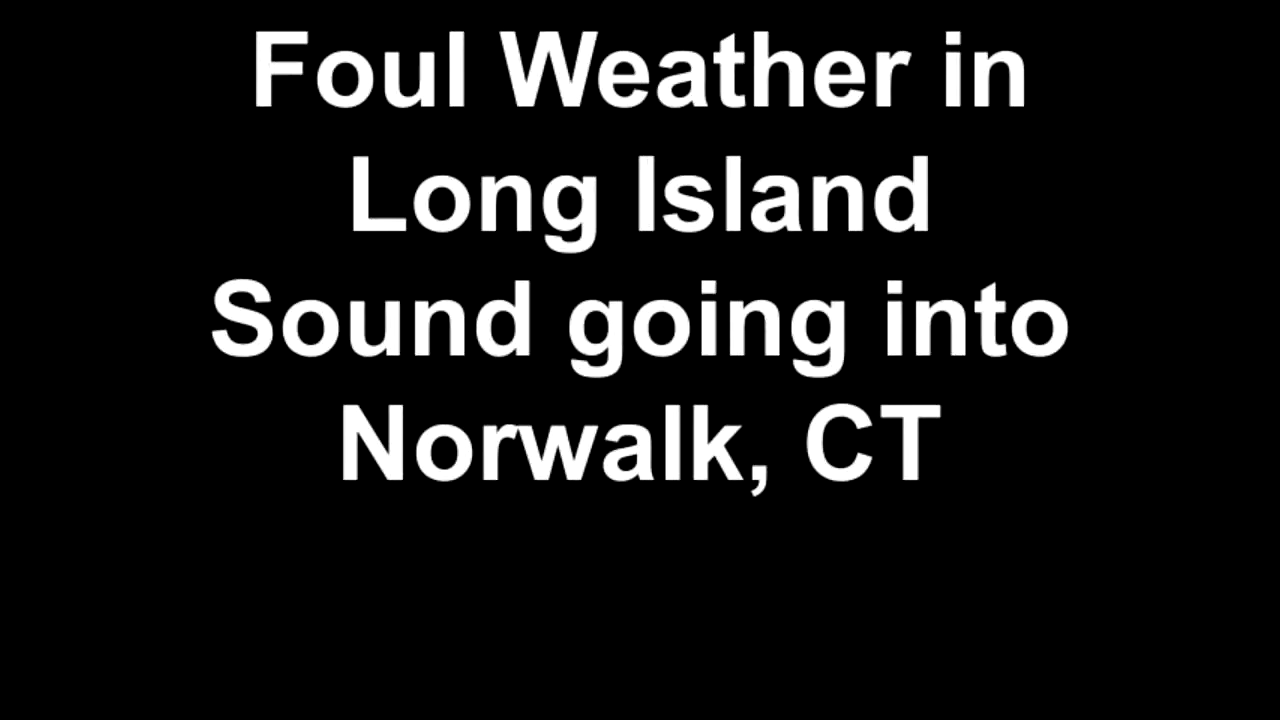 Foul Weather in
Long Island
Sound going into
Norwalk, CT